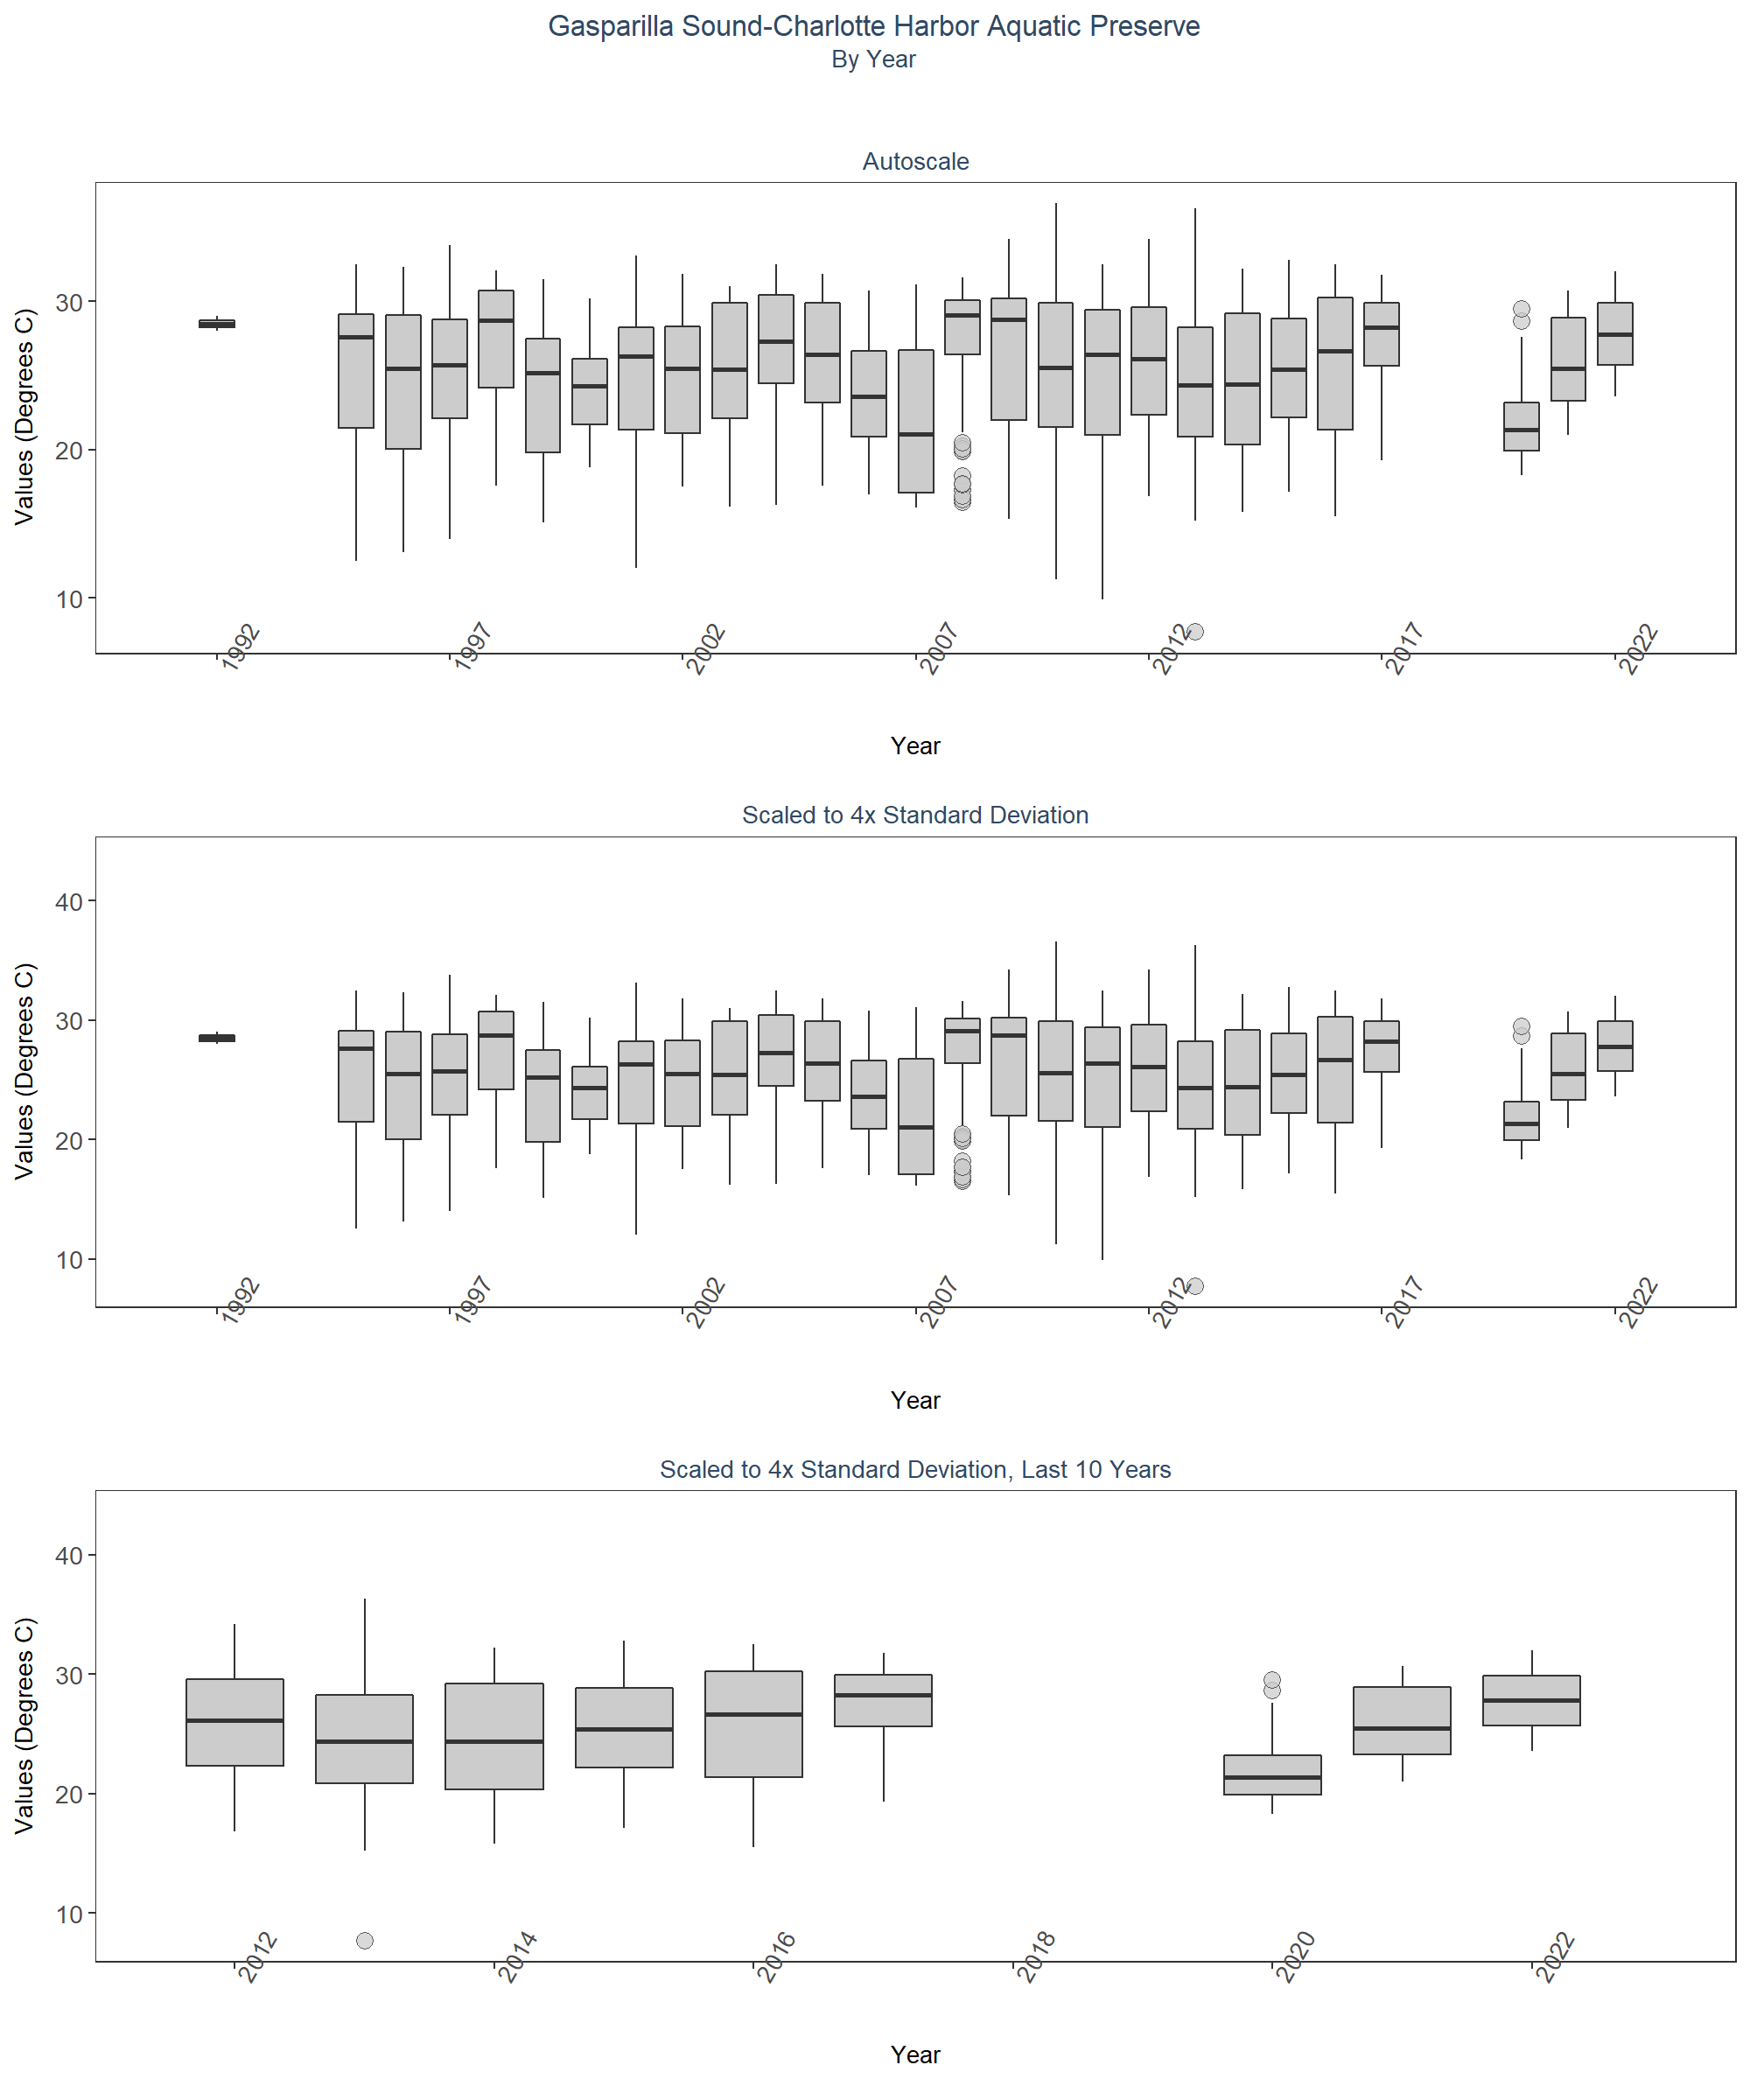 Gasparilla Sound-Charlotte Harbor Aquatic Preserve
By Year
Autoscale
Values (Degrees C)
30
20
10
1992
1997
2002
2007
2012
2017
2022
Year
Scaled to 4x Standard Deviation
Values (Degrees C)
40
30
20
10
1992
1997
2002
2007
2012
2017
2022
Year
Scaled to 4x Standard Deviation, Last 10 Years
Values (Degrees C)
40
30
20
10
2012
2014
2016
2018
2020
2022
Year